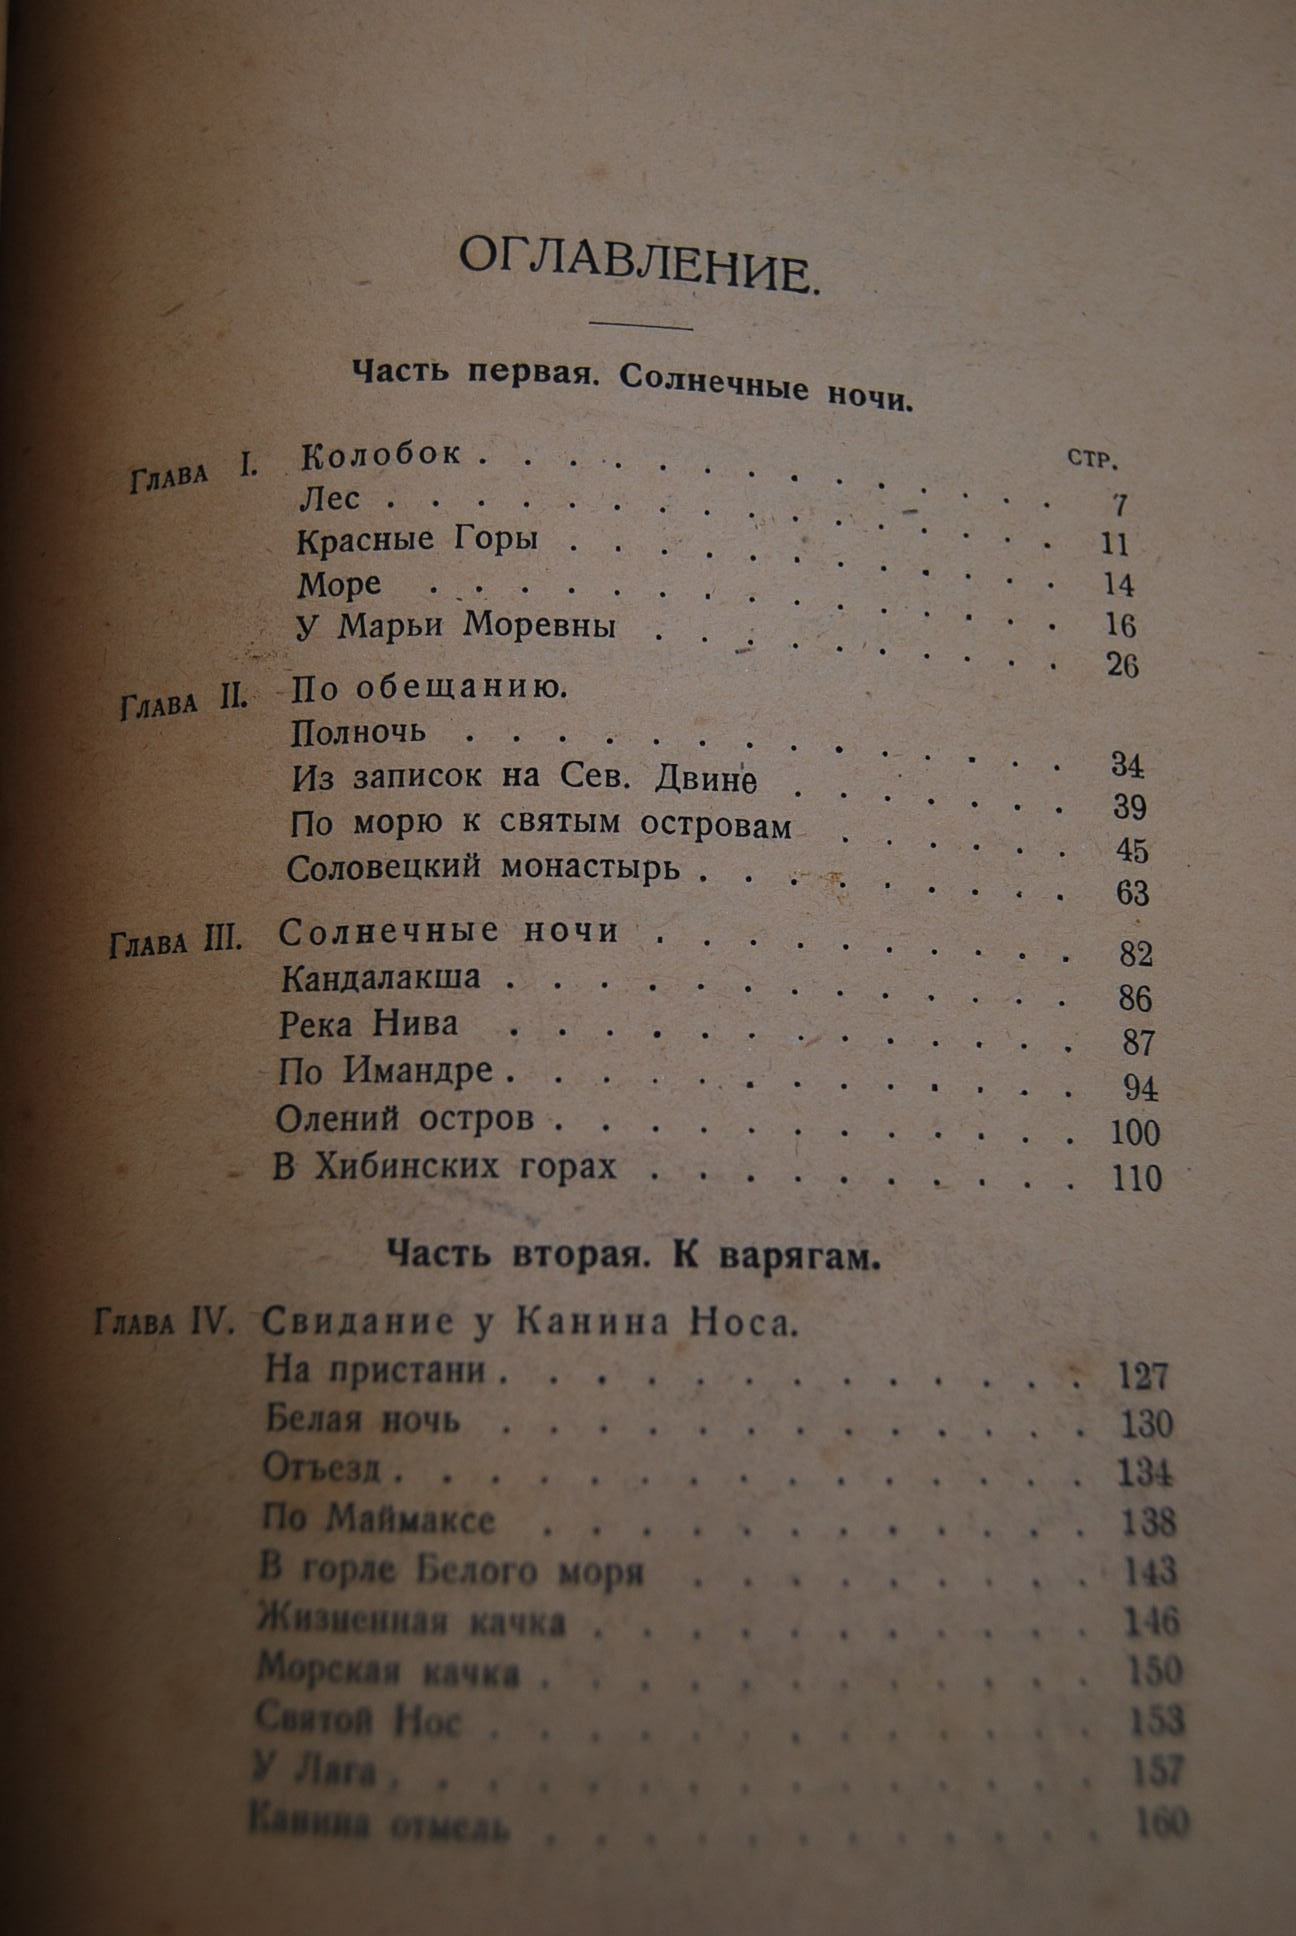 ОГЛАВЛЕНИЕ.
Часть первая. Солнечные ночи.
СТР.
Глава I. Колобок . . . . . . . . . . . . . 7
Лес . . . . . . . . . . . . . . . 11
Красные Горы . . . . . . . . . . . 14
Море . . . . . . . . . . . . . . 16
У Марьи Моревны . . . . . . . . . 26
Глава II. По обещанию.
Полночь . . . . . . . . . . . . . . 34
Из записок на Сев. Двине . . . . . . . 39
По морю к святым островам . . . . . . 45
Соловецкий монастырь . . . . . . . . . 63
Глава III. Солнечные ночи . . . . . . . . . . 82
Кандалакша . . . . . . . . . . . . . 86
Река Нива . . . . . . . . . . . . . 87
По Имандре . . . . . . . . . . . . . 94
Олений остров . . . . . . . . . . . . 100
В Хибинских горах . . . . . . . . . . 110
Часть вторая. К варягам.
Глава IV. Свидание у Канина Носа.
На пристани . . . . . . . . . . . . . 127
Белая ночь . . . . . . . . . . . . . 130
Отъезд . . . . . . . . . . . . . . . 134
По Маймаксе . . . . . . . . . . . . 138
В горле Белого моря . . . . . . . . . 143
Жизненная качка . . . . . . . . . . . 146
Морская качка . . . . . . . . . . . . 150
Святой Нос . . . . . . . . . . . . . 153
У Лага . . . . . . . . . . . . . . . 157
Канина отмель . . . . . . . . . . . . 160